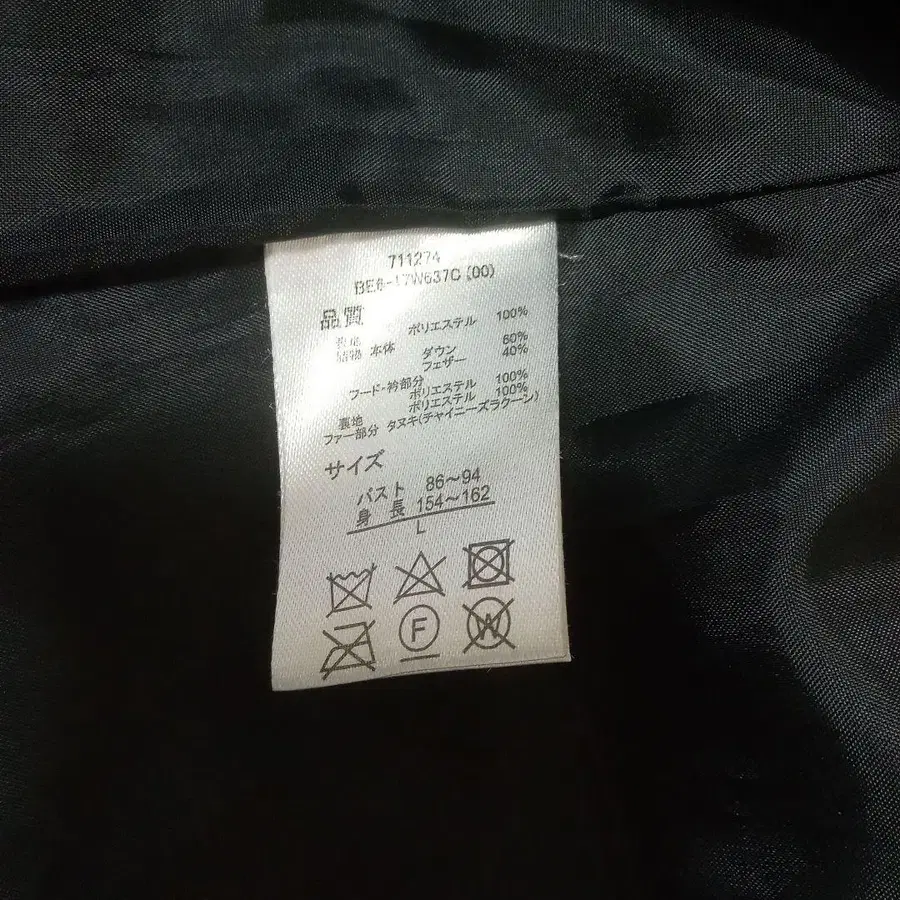 711274
BE6-17W637C (00)
品質
表地 ポリエステル 100%
詰物 本体 ダウン 60%
フェザー 40%
フード・衿部分
ポリエステル 100%
裏地 ポリエステル 100%
ファー部分 タヌキ(チャイニーズラクーン)
サイズ
バスト 86～94
身長 154～162
L
F W